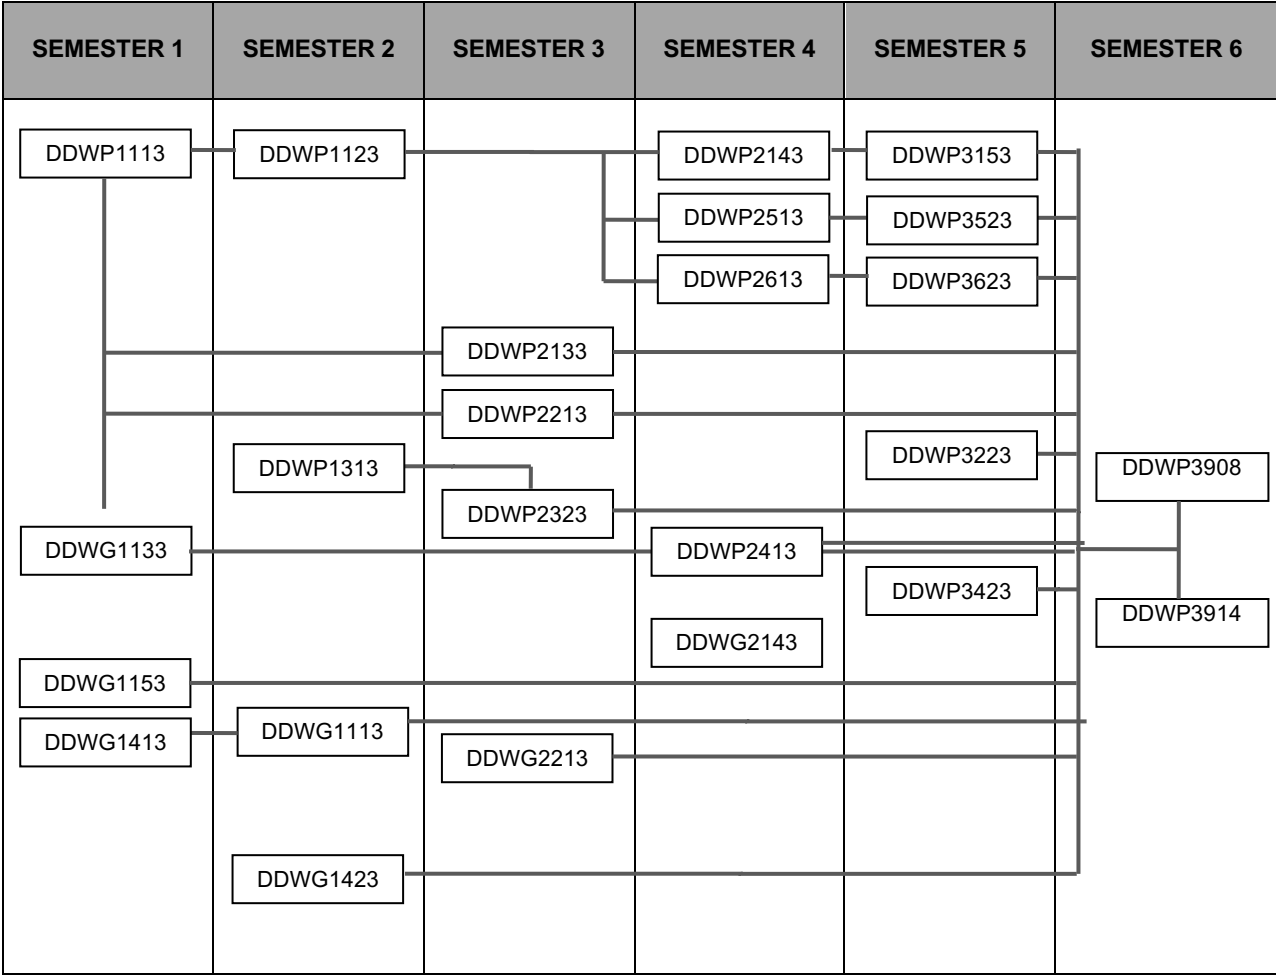 SEMESTER 1
SEMESTER 2
SEMESTER 3
SEMESTER 4
SEMESTER 5
SEMESTER 6
DDWP1113
DDWP1123
DDWP2143
DDWP3153
DDWP2513
DDWP3523
DDWP2613
DDWP3623
DDWP2133
DDWP2213
DDWP1313
DDWP3223
DDWP3908
DDWP2323
DDWG1133
DDWP2413
DDWP3423
DDWP3914
DDWG2143
DDWG1153
DDWG1413
DDWG1113
DDWG2213
DDWG1423